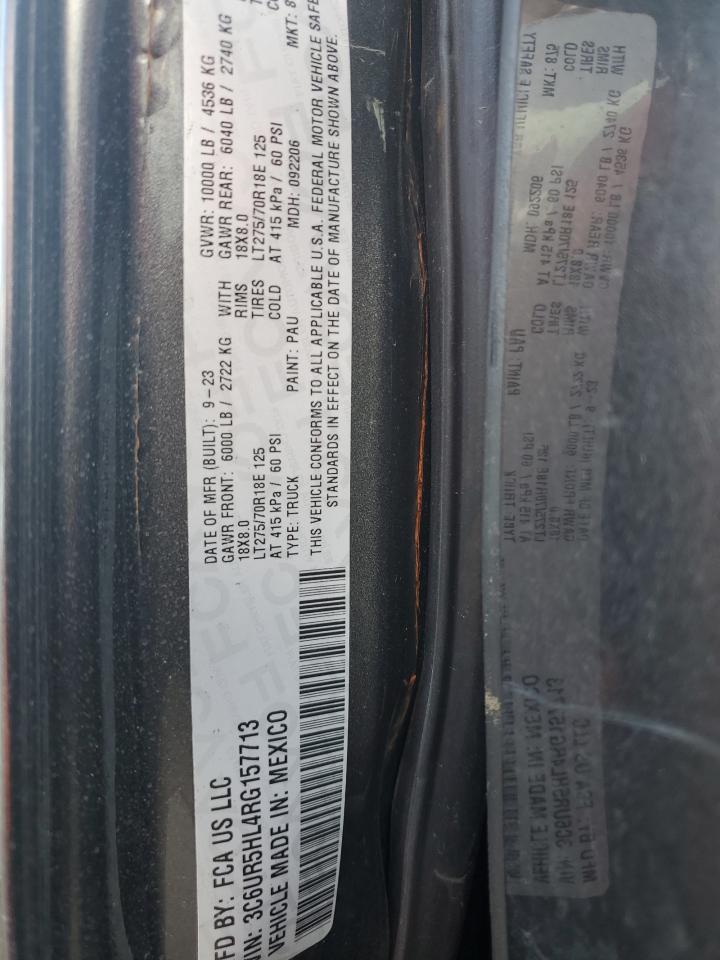 FD BY: FCA US LLC
VIN: 3C6UR5HL4RG157713
VEHICLE MADE IN: MEXICO
DATE OF MFR (BUILT): 9-23 GVWR: 10000 LB / 4536 KG
GAWR FRONT: 6000 LB / 2722 KG WITH GAWR REAR: 6040 LB / 2740 KG
18X8.0 RIMS 18X8.0
LT275/70R18E 125 TIRES LT275/70R18E 125
AT 415 kPa / 60 PSI COLD AT 415 kPa / 60 PSI
TYPE: TRUCK PAINT: PAU MDH: 092206 MKT: 8
THIS VEHICLE CONFORMS TO ALL APPLICABLE U.S.A. FEDERAL MOTOR VEHICLE SAFE
STANDARDS IN EFFECT ON THE DATE OF MANUFACTURE SHOWN ABOVE.